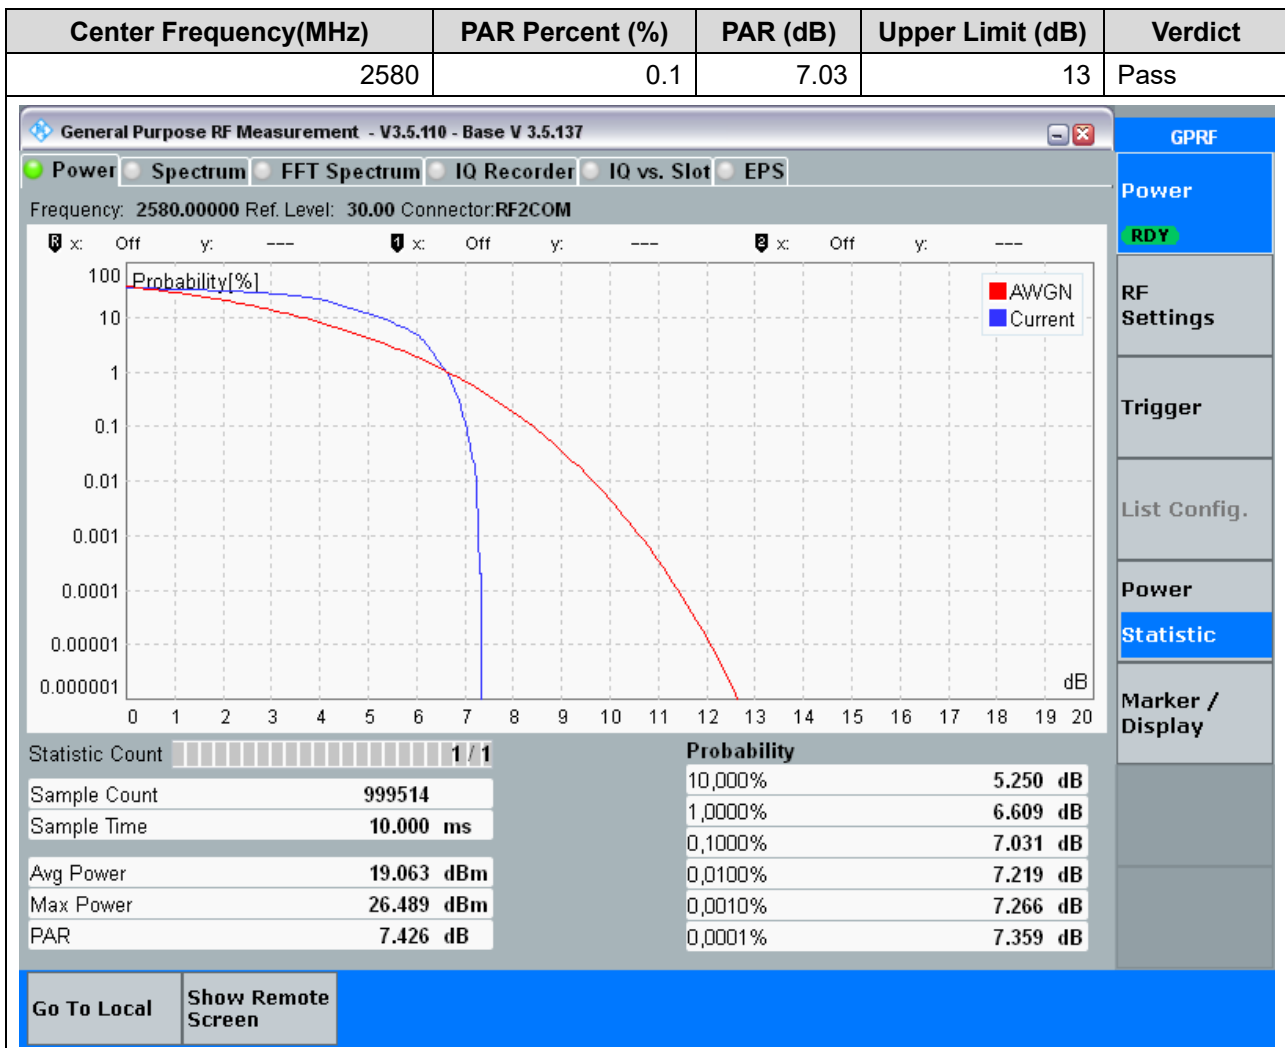 Center Frequency(MHz) PAR Percent (%) PAR (dB) Upper Limit (dB) Verdict
2580 0.1 7.03 13 Pass
General Purpose RF Measurement - V3.5.110 - Base V 3.5.137
GPRF
Power Spectrum FFT Spectrum IQ Recorder IQ vs. Slot EPS
Frequency: 2580.00000 Ref. Level: 30.00 Connector:RF2COM
R x: Off y: --- 1 x: Off y: --- 2 x: Off y: ---
Probability[%]
100
10
1
0.1
0.01
0.001
0.0001
0.00001
0.000001
AWGN
Current
dB
0 1 2 3 4 5 6 7 8 9 10 11 12 13 14 15 16 17 18 19 20
Statistic Count 1 / 1
Sample Count 999514
Sample Time 10.000 ms
Avg Power 19.063 dBm
Max Power 26.489 dBm
PAR 7.426 dB
Probability
10,000% 5.250 dB
1,0000% 6.609 dB
0,1000% 7.031 dB
0,0100% 7.219 dB
0,0010% 7.266 dB
0,0001% 7.359 dB
Power
RDY
RF
Settings
Trigger
List Config.
Power
Statistic
Marker /
Display
Go To Local
Show Remote
Screen